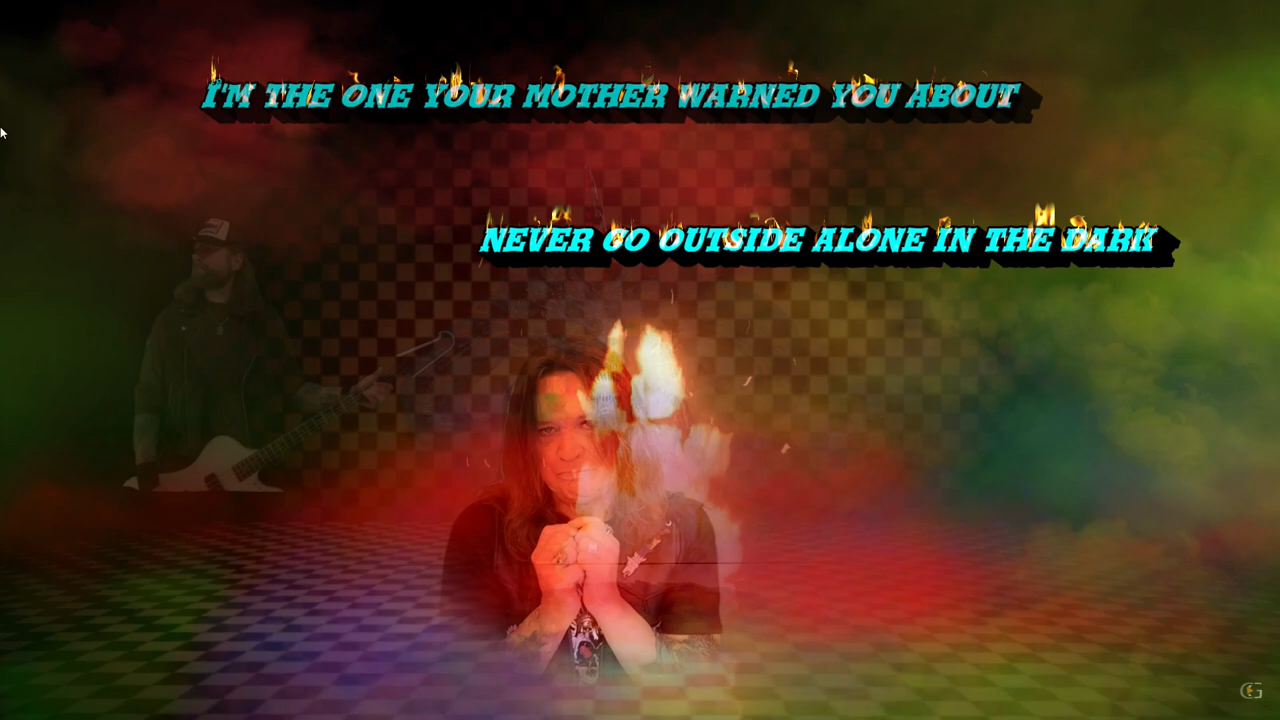 I'M THE ONE YOUR MOTHER WARNED YOU ABOUT
NEVER GO OUTSIDE ALONE IN THE DARK